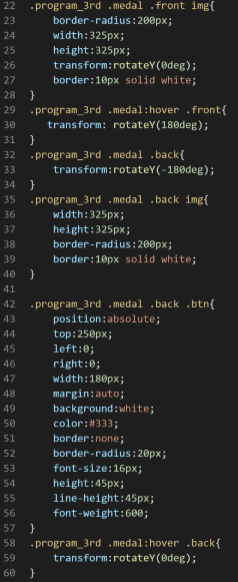 22 .program_3rd .medal .front img{
23 border-radius:200px;
24 width:325px;
25 height:325px;
26 transform:rotateY(0deg);
27 border:10px solid white;
28 }
29 .program_3rd .medal:hover .front{
30 transform: rotateY(180deg);
31 }
32 .program_3rd .medal .back{
33 transform:rotateY(-180deg);
34 }
35 .program_3rd .medal .back img{
36 width:325px;
37 height:325px;
38 border-radius:200px;
39 border:10px solid white;
40 }
41
42 .program_3rd .medal .back .btn{
43 position:absolute;
44 top:250px;
45 left:0;
46 right:0;
47 width:180px;
48 margin:auto;
49 background:white;
50 color:#333;
51 border:none;
52 border-radius:20px;
53 font-size:16px;
54 height:45px;
55 line-height:45px;
56 font-weight:600;
57 }
58 .program_3rd .medal:hover .back{
59 transform:rotateY(0deg);
60 }